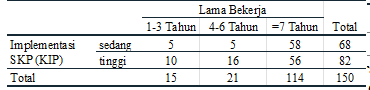 Lama Bekerja
1-3 Tahun 4-6 Tahun =7 Tahun Total
Implementasi sedang 5 5 58 68
SKP (KIP) tinggi 10 16 56 82
Total 15 21 114 150